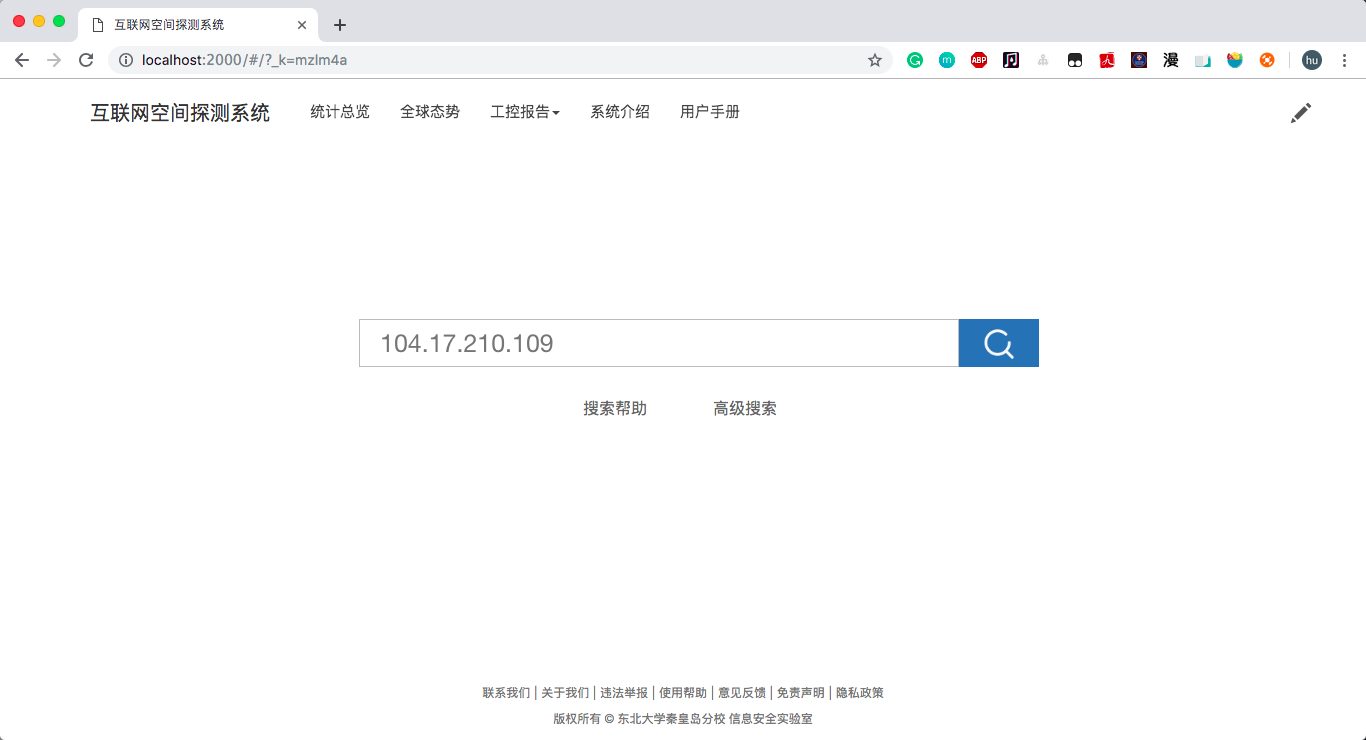 互联网空间探测系统
localhost:2000/#/?_k=mzlm4a
ABP
漫
hu
互联网空间探测系统 统计总览 全球态势 工控报告 系统介绍 用户手册
104.17.210.109
搜索帮助 高级搜索
联系我们 | 关于我们 | 违法举报 | 使用帮助 | 意见反馈 | 免责声明 | 隐私政策
版权所有 © 东北大学秦皇岛分校 信息安全实验室